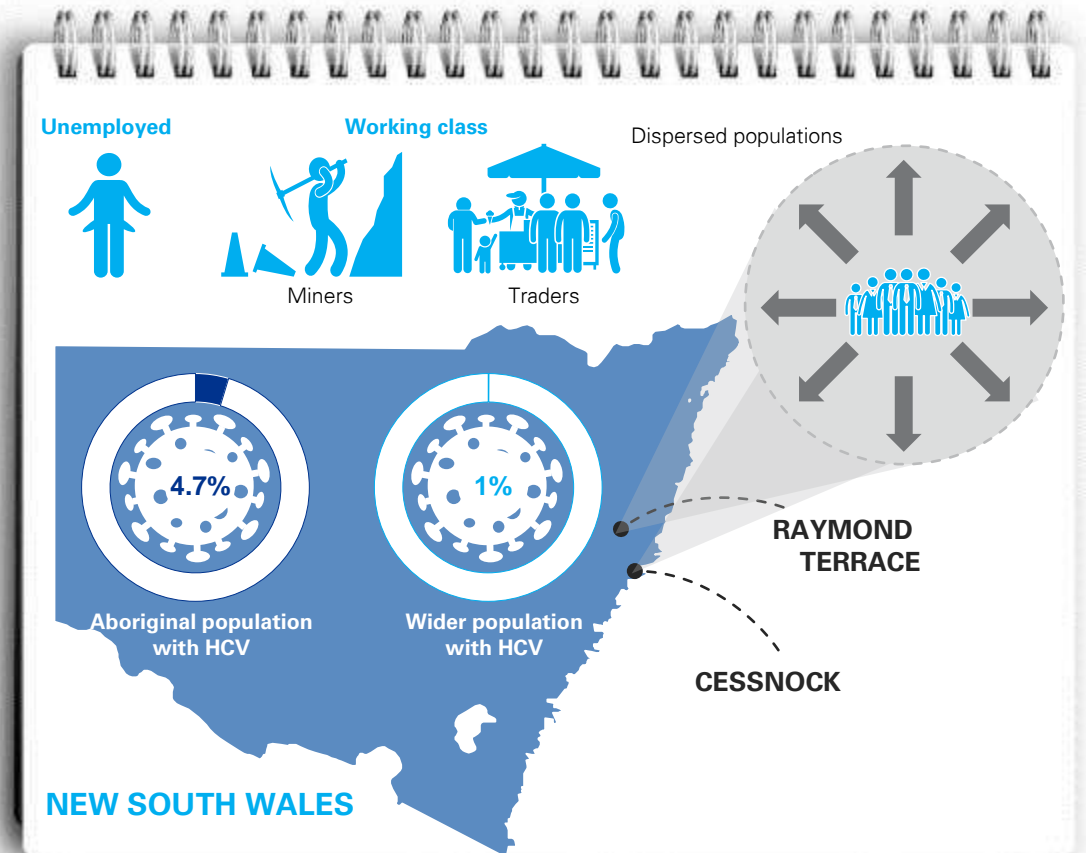 Unemployed
Working class
Dispersed populations
Miners
Traders
4.7%
1%
Aboriginal population
with HCV
Wider population
with HCV
RAYMOND
TERRACE
CESSNOCK
NEW SOUTH WALES